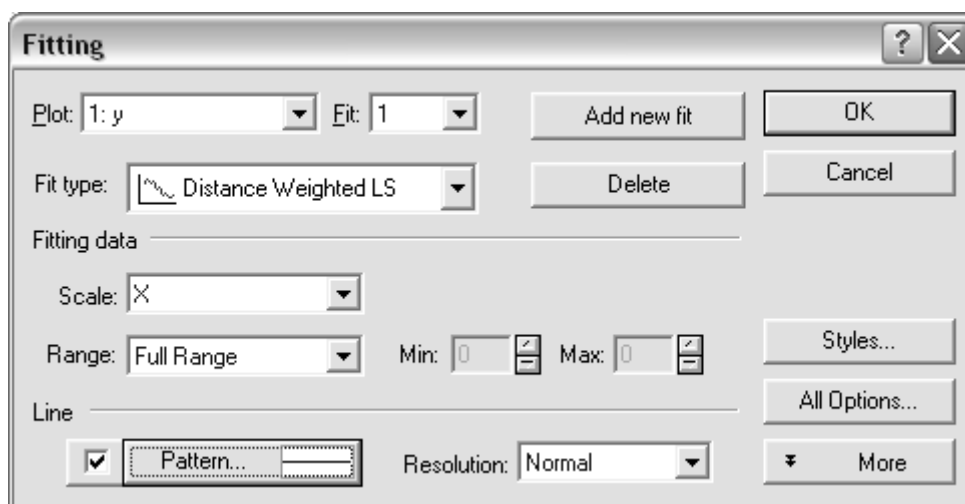 Fitting
Plot: 1: y Fit: 1 Add new fit OK
Fit type: Distance Weighted LS Delete Cancel
Fitting data
Scale: X
Range: Full Range Min: 0 Max: 0 Styles...
Line All Options...
Pattern... Resolution: Normal More